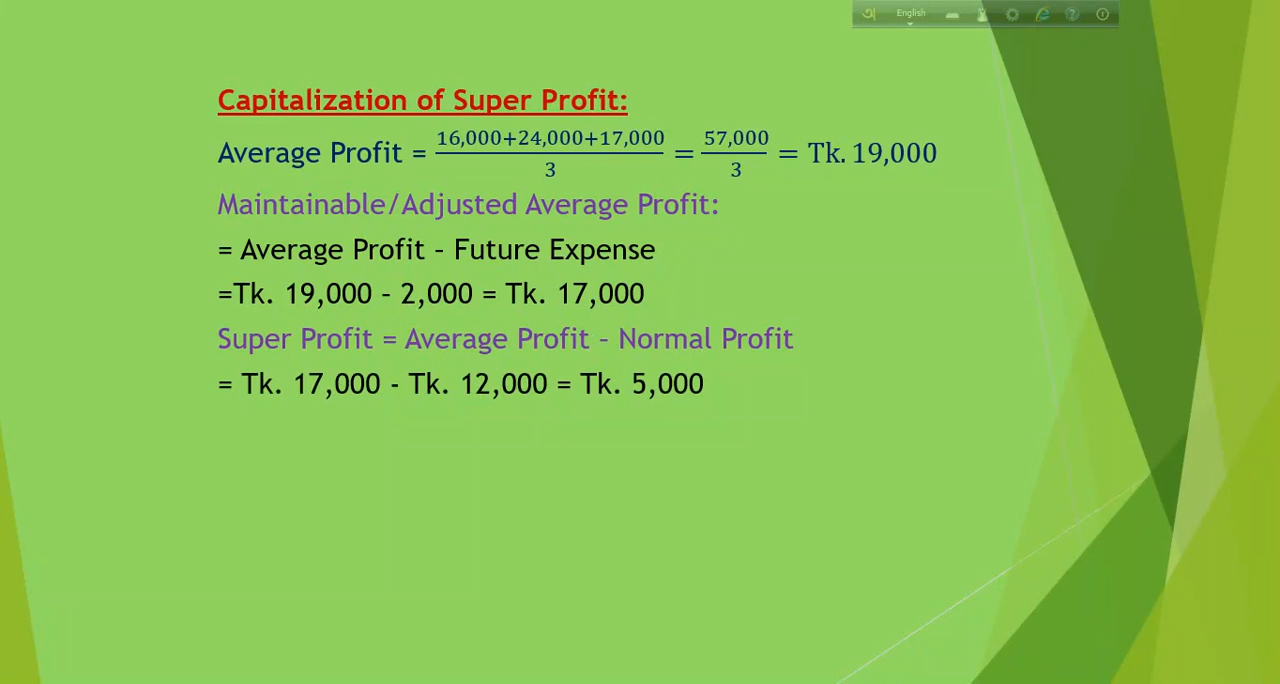 অ English
Capitalization of Super Profit:
Average Profit = \frac{16,000+24,000+17,000}{3} = \frac{57,000}{3} = Tk. 19,000
Maintainable/Adjusted Average Profit:
= Average Profit – Future Expense
=Tk. 19,000 – 2,000 = Tk. 17,000
Super Profit = Average Profit – Normal Profit
= Tk. 17,000 - Tk. 12,000 = Tk. 5,000